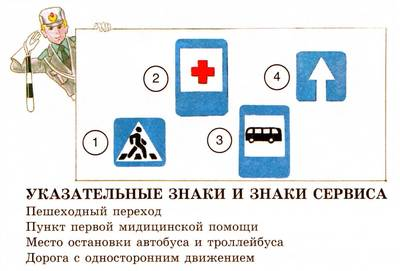 2
4
1
3
УКАЗАТЕЛЬНЫЕ ЗНАКИ И ЗНАКИ СЕРВИСА
Пешеходный переход
Пункт первой мидицинской помощи
Место остановки автобуса и троллейбуса
Дорога с односторонним движением